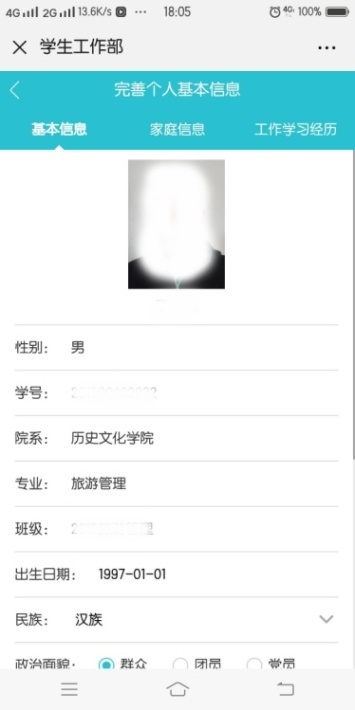 4G 2G 13.6K/s ··· 18:05 4G 100%
× 学生工作部 ···
完善个人基本信息
基本信息 家庭信息 工作学习经历
性别： 男
学号：
院系： 历史文化学院
专业： 旅游管理
班级：
出生日期： 1997-01-01
民族： 汉族
政治面貌： 群众 团员 党员